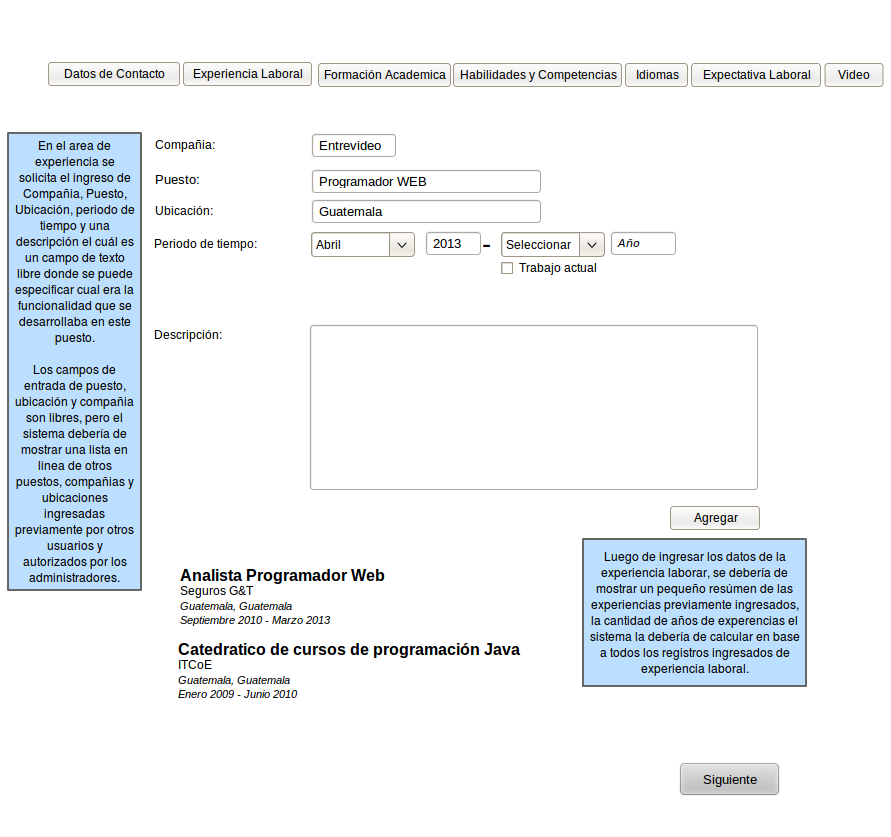 Datos de Contacto
Experiencia Laboral
Formación Academica
Habilidades y Competencias
Idiomas
Expectativa Laboral
Video
En el area de
experiencia se
solicita el ingreso de
Compañia, Puesto,
Ubicación, periodo de
tiempo y una
descripción el cuál es
un campo de texto
libre donde se puede
especificar cual era la
funcionalidad que se
desarrollaba en este
puesto.
Los campos de
entrada de puesto,
ubicación y compañia
son libres, pero el
sistema debería de
mostrar una lista en
linea de otros
puestos, compañias y
ubicaciones
ingresadas
previamente por otros
usuarios y
autorizados por los
administradores.
Compañia:
Entrevideo
Puesto:
Programador WEB
Ubicación:
Guatemala
Periodo de tiempo:
Abril
2013
-
Seleccionar
Año
Trabajo actual
Descripción:
Agregar
Analista Programador Web
Seguros G&T
Guatemala, Guatemala
Septiembre 2010 - Marzo 2013
Catedratico de cursos de programación Java
ITCoE
Guatemala, Guatemala
Enero 2009 - Junio 2010
Luego de ingresar los datos de la
experiencia laborar, se debería de
mostrar un pequeño resúmen de las
experiencias previamente ingresados,
la cantidad de años de experencias el
sistema la debería de calcular en base
a todos los registros ingresados de
experiencia laboral.
Siguiente